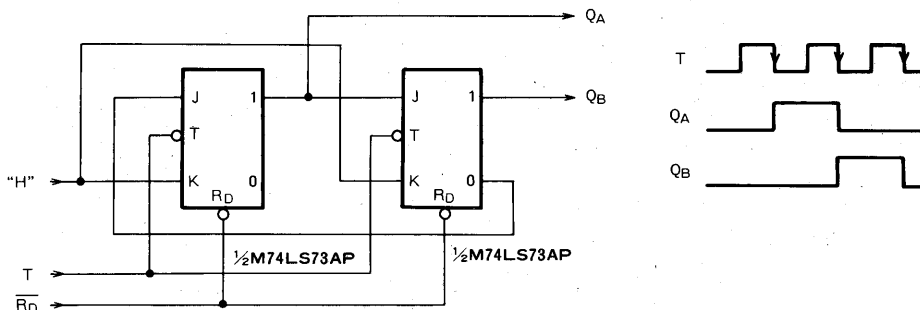 QA
T
J 1 J 1 QB
T T
QA
"H" K 0 K 0
RD RD
QB
½M74LS73AP ½M74LS73AP
T
RD